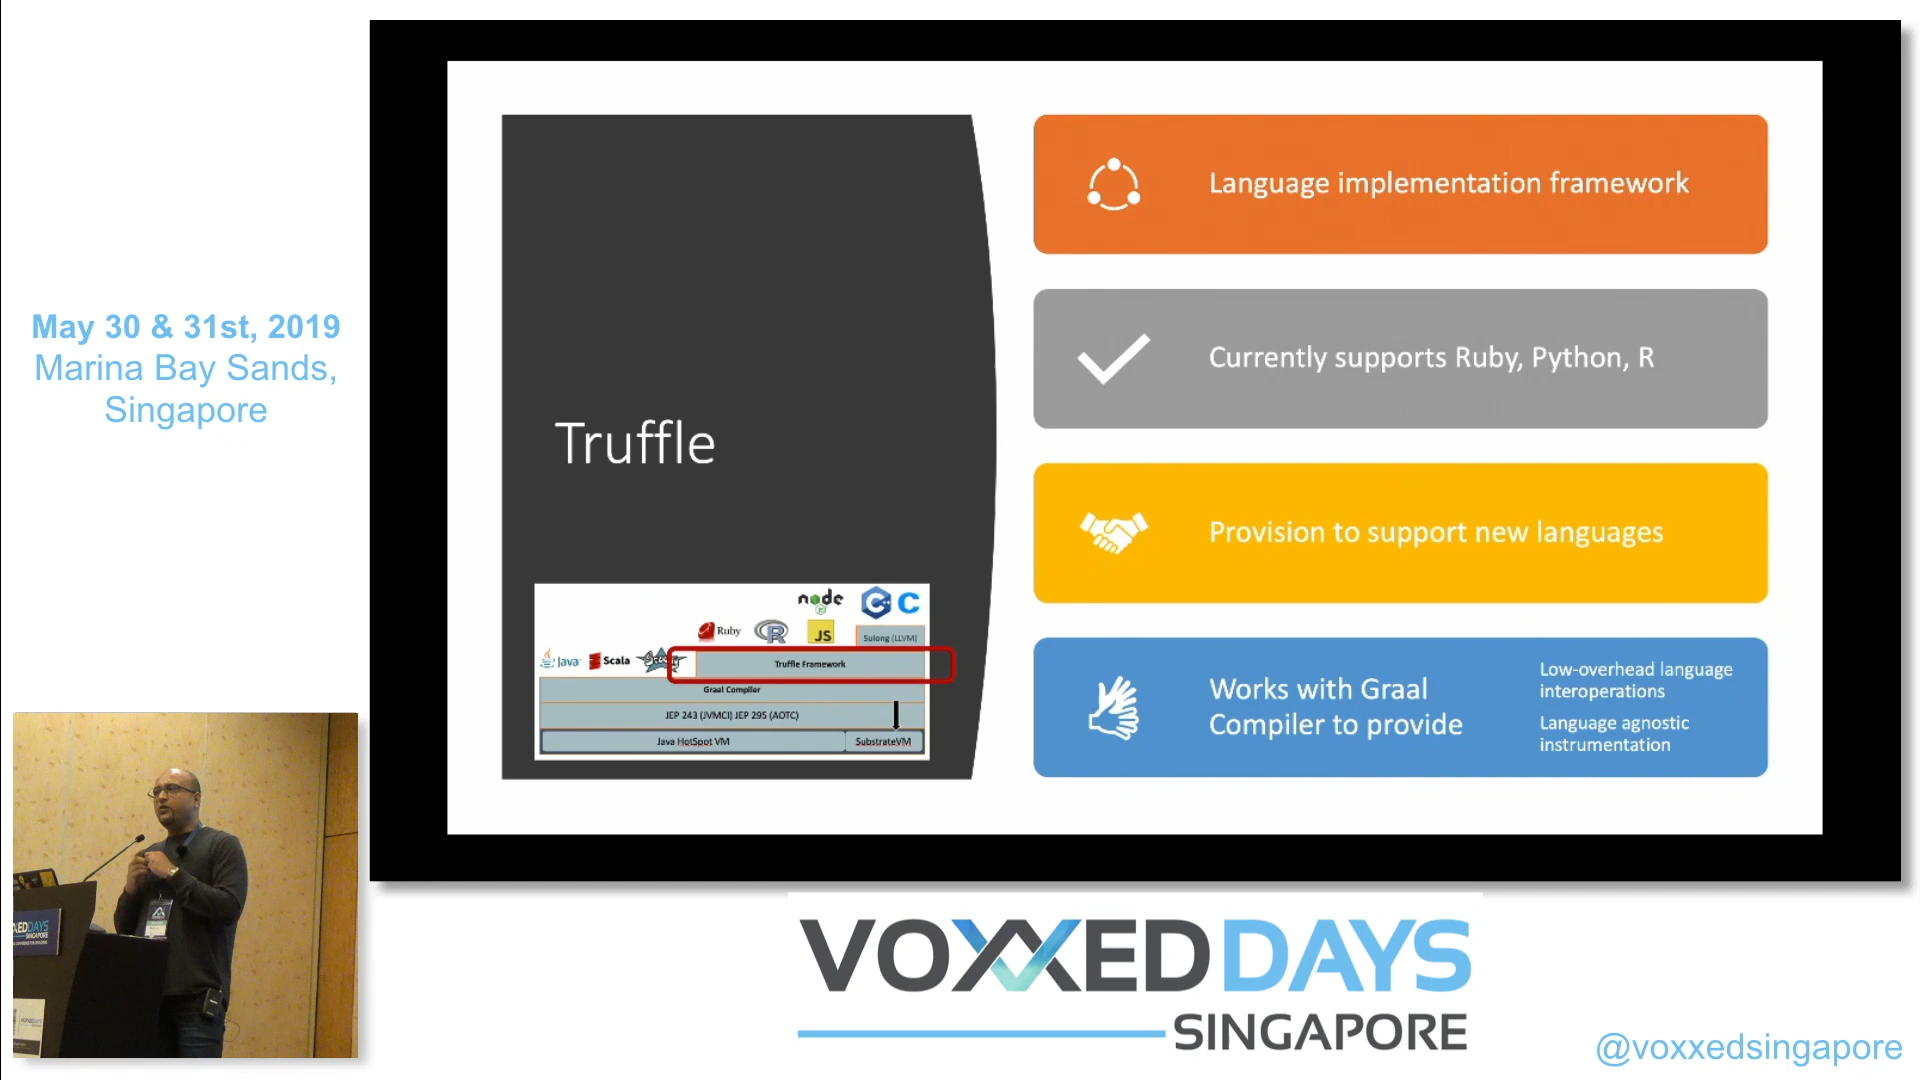 May 30 & 31st, 2019
Marina Bay Sands,
Singapore
Truffle
node
JS
C
Ruby
R
JS
Sulong (LLVM)
Java
Scala
Truffle Framework
Graal Compiler
JEP 243 (JVMCI) JEP 295 (AOTC)
Java HotSpot VM
SubstrateVM
Language implementation framework
Currently supports Ruby, Python, R
Provision to support new languages
Works with Graal
Compiler to provide
Low-overhead language
interoperations
Language agnostic
instrumentation
XEDDAYS
SINGAPORE
VOXXED DAYS
SINGAPORE
@voxxedsingapore